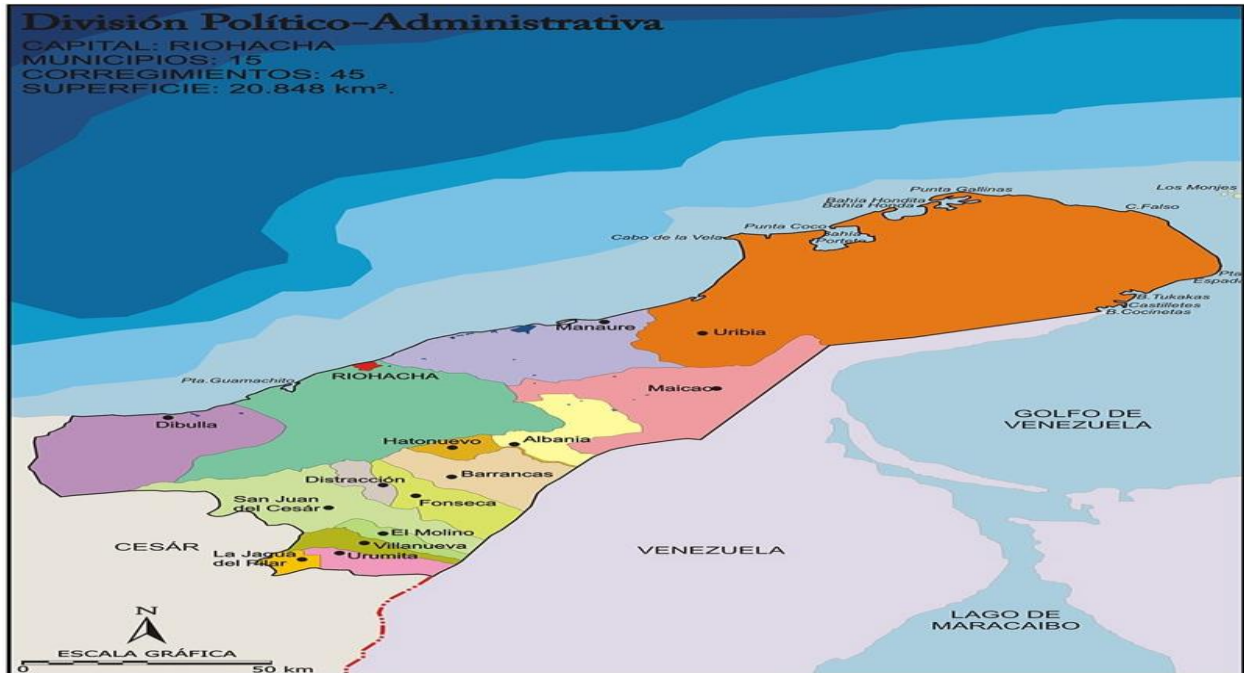 División Político-Administrativa
CAPITAL: RIOHACHA
MUNICIPIOS: 15
CORREGIMIENTOS: 45
SUPERFICIE: 20.848 km².
Punta Gallinas
Los Monjes
Bahía Hondita
Bahía Honda
C.Falso
Punta Coco
Cabo de la Vela
Bahía
Portete
Pta.
Espada
B.Tukakas
Castilletes
B.Cocinetas
Manaure
Uribia
RIOHACHA
Pta.Guamachito
Maicao
Dibulla
GOLFO DE
VENEZUELA
Hatonuevo
Albania
Barrancas
Distracción
Fonseca
San Juan
del Cesár
El Molino
CESÁR
Villanueva
VENEZUELA
La Jagua
del Pilar
Urumita
LAGO DE
MARACAIBO
N
ESCALA GRÁFICA
0 50 km